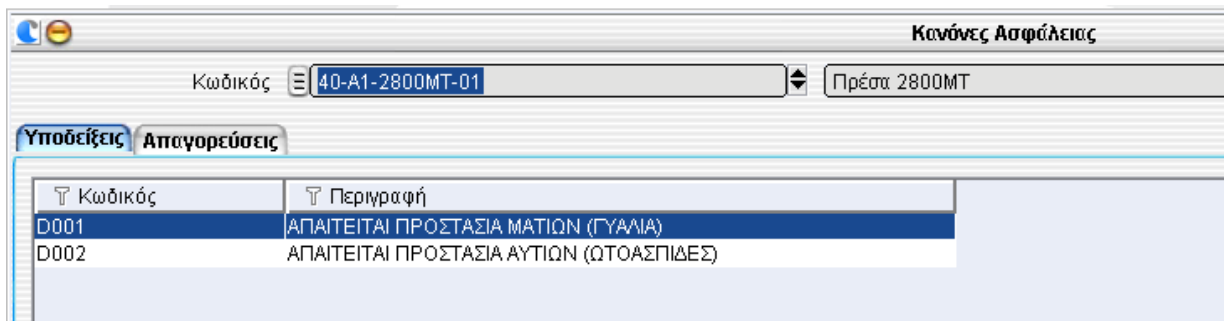 Κανόνες Ασφάλειας
Κωδικός 40-A1-2800MT-01 Πρέσα 2800MT
Υποδείξεις Απαγορεύσεις
Κωδικός Περιγραφή
D001 ΑΠΑΙΤΕΙΤΑΙ ΠΡΟΣΤΑΣΙΑ ΜΑΤΙΩΝ (ΓΥΑΛΙΑ)
D002 ΑΠΑΙΤΕΙΤΑΙ ΠΡΟΣΤΑΣΙΑ ΑΥΤΙΩΝ (ΩΤΟΑΣΠΙΔΕΣ)